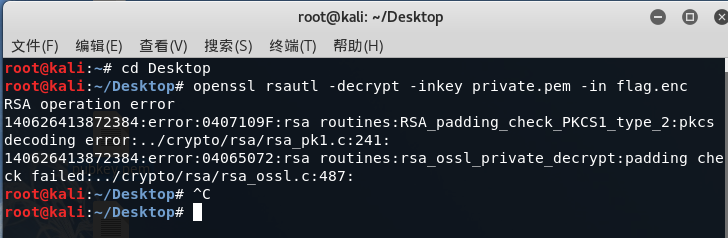 root@kali: ~/Desktop
文件(F) 编辑(E) 查看(V) 搜索(S) 终端(T) 帮助(H)
root@kali:~# cd Desktop
root@kali:~/Desktop# openssl rsautl -decrypt -inkey private.pem -in flag.enc
RSA operation error
140626413872384:error:0407109F:rsa routines:RSA_padding_check_PKCS1_type_2:pkcs
decoding error:../crypto/rsa/rsa_pk1.c:241:
140626413872384:error:04065072:rsa routines:rsa_ossl_private_decrypt:padding che
ck failed:../crypto/rsa/rsa_ossl.c:487:
root@kali:~/Desktop# ^C
root@kali:~/Desktop#